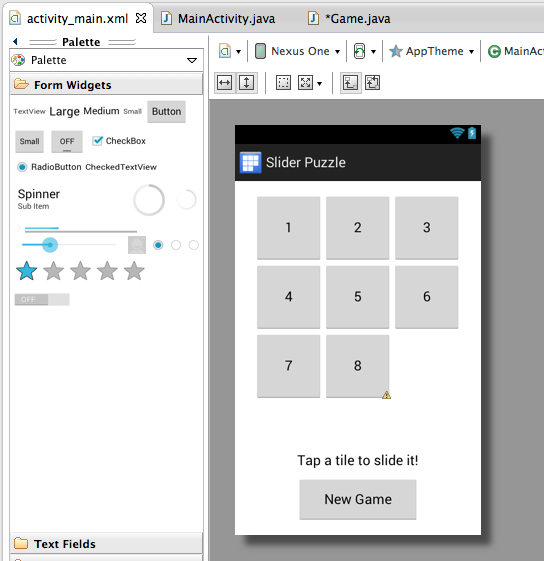 activity_main.xml MainActivity.java *Game.java
Palette
Palette
Nexus One AppTheme MainAct
Form Widgets
TextView Large Medium Small Button
Small OFF CheckBox
RadioButton CheckedTextView
Spinner
Sub Item
OFF
Slider Puzzle
1 2 3
4 5 6
7 8
Tap a tile to slide it!
New Game
Text Fields